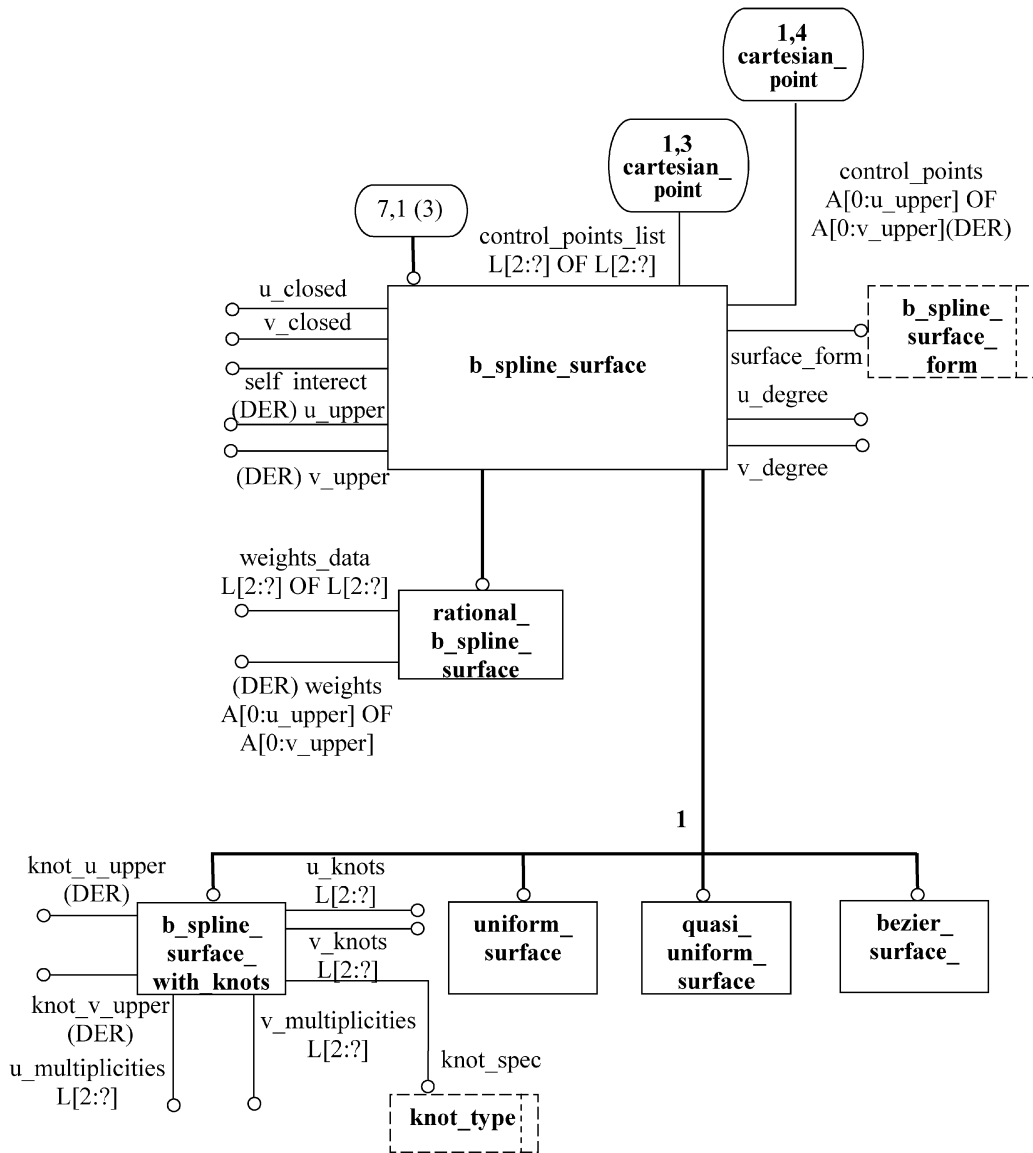 1,4
cartesian_
point
1,3
cartesian_
point
control_points
A[0:u_upper] OF
A[0:v_upper](DER)
7,1 (3)
control_points_list
L[2:?] OF L[2:?]
u_closed
v_closed
self_interect
(DER) u_upper
(DER) v_upper
b_spline_surface
surface_form
b_spline_
surface_
form
u_degree
v_degree
weights_data
L[2:?] OF L[2:?]
rational_
b_spline_
surface
(DER) weights
A[0:u_upper] OF
A[0:v_upper]
1
knot_u_upper
(DER)
u_knots
L[2:?]
b_spline_
surface_
with_knots
v_knots
L[2:?]
uniform_
surface
quasi_
uniform_
surface
bezier_
surface_
knot_v_upper
(DER)
v_multiplicities
L[2:?]
u_multiplicities
L[2:?]
knot_spec
knot_type